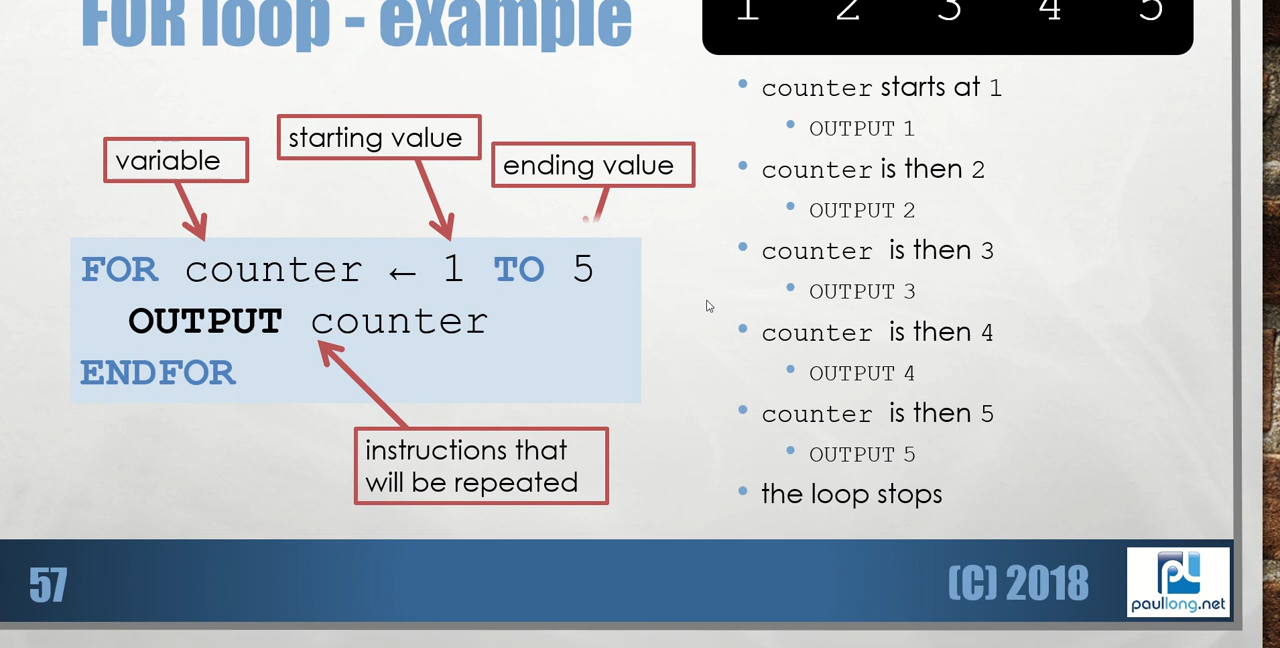 FOR loop - example
1 2 3 4 5
variable
starting value
ending value
FOR counter ← 1 TO 5
OUTPUT counter
ENDFOR
instructions that
will be repeated
• counter starts at 1
• OUTPUT 1
• counter is then 2
• OUTPUT 2
• counter is then 3
• OUTPUT 3
• counter is then 4
• OUTPUT 4
• counter is then 5
• OUTPUT 5
• the loop stops
57
(C) 2018
pl
paullong.net